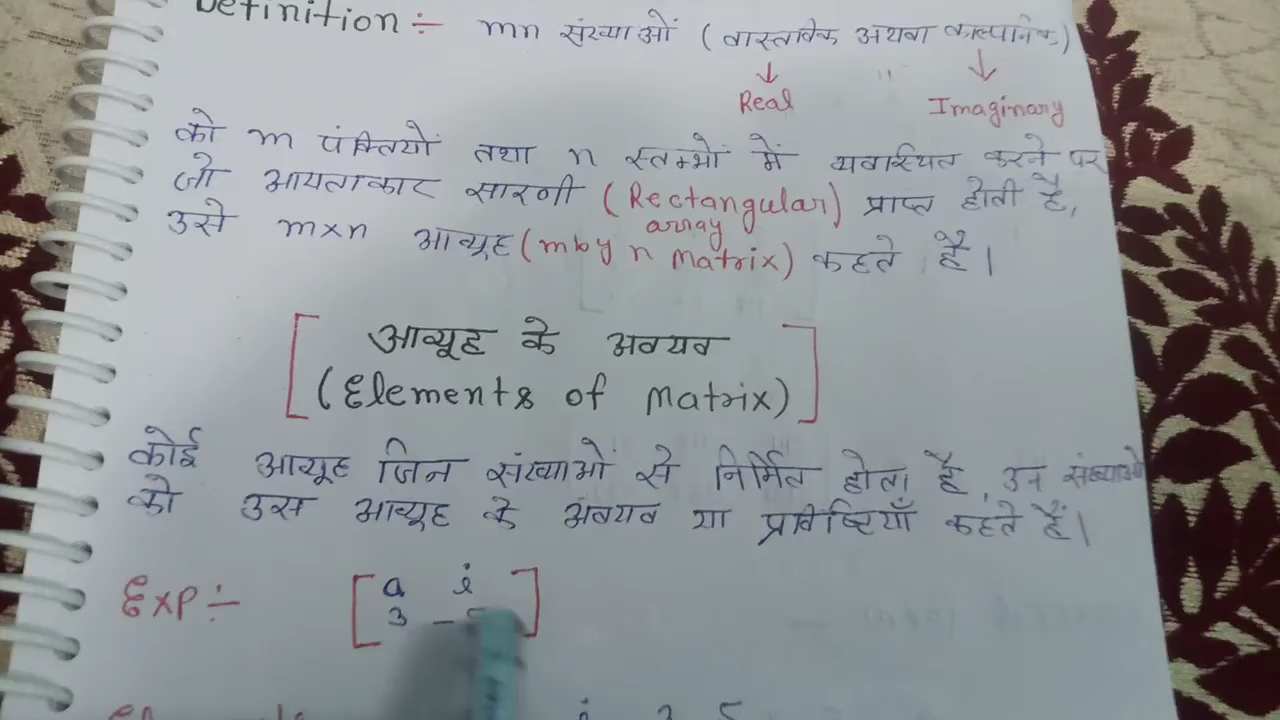 Definition ÷ mn संख्याओं (वास्तविक अथवा काल्पनिक)
↓ Real " ↓ Imaginary
को m पंक्तियों तथा n स्तम्भों में व्यवस्थित करने पर
जो आयताकार सारणी (Rectangular array) प्राप्त होती है,
उसे m×n आव्यूह (m by n Matrix) कहते है।
[ आव्यूह के अवयव
(Elements of Matrix) ]
कोई आव्यूह जिन संख्याओं से निर्मित होता है, उन संख्याओ
को उस आव्यूह के अवयव या प्रविष्टियाँ कहते हैं।
Exp ÷ [ a i
3 - ]